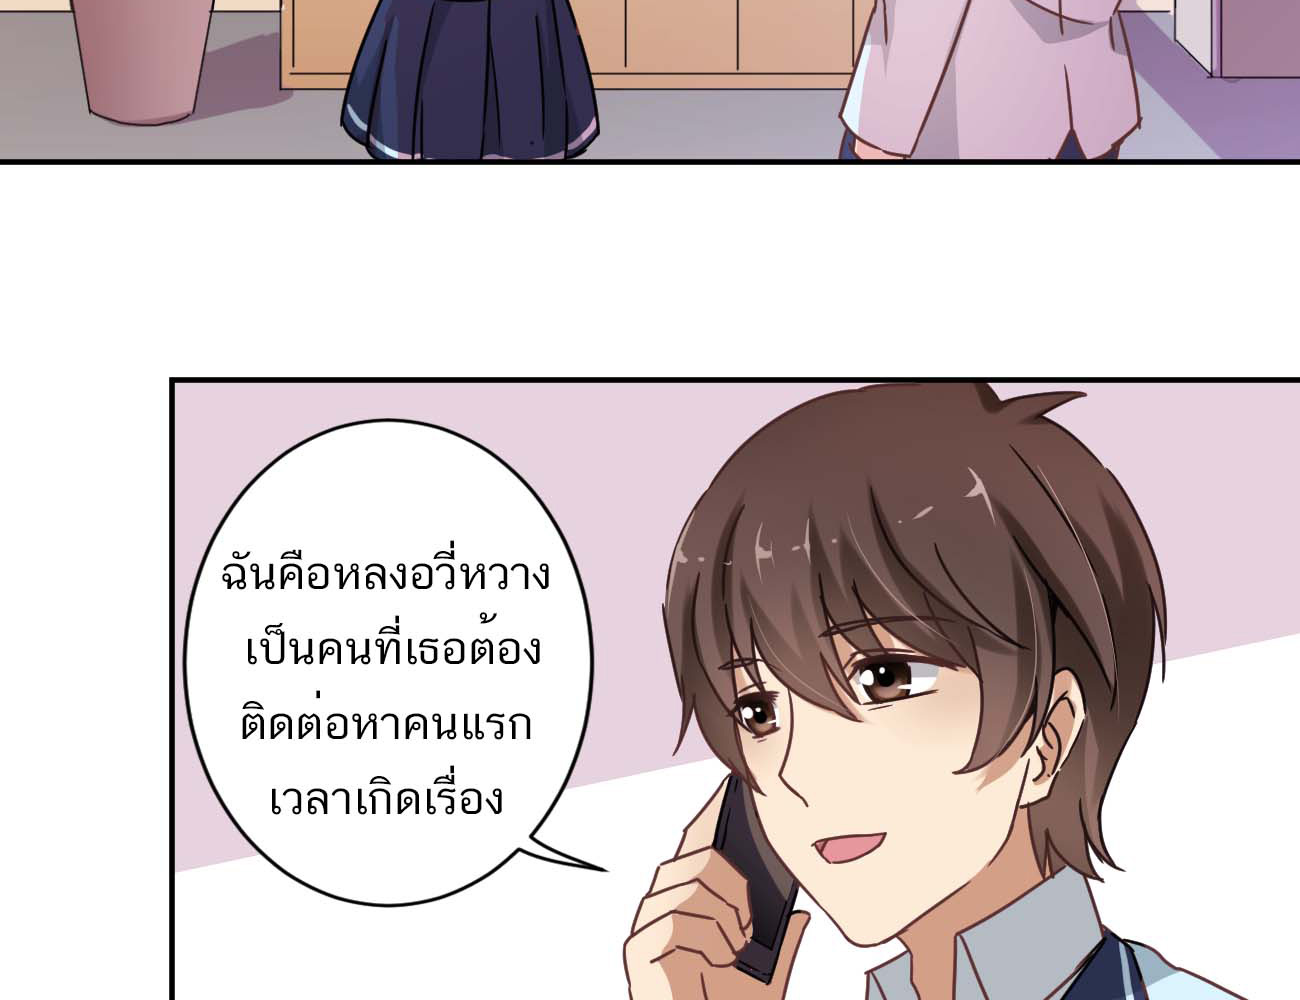 ฉันคือหลงอวี่หวาง
เป็นคนที่เธอต้อง
ติดต่อหาคนแรก
เวลาเกิดเรื่อง